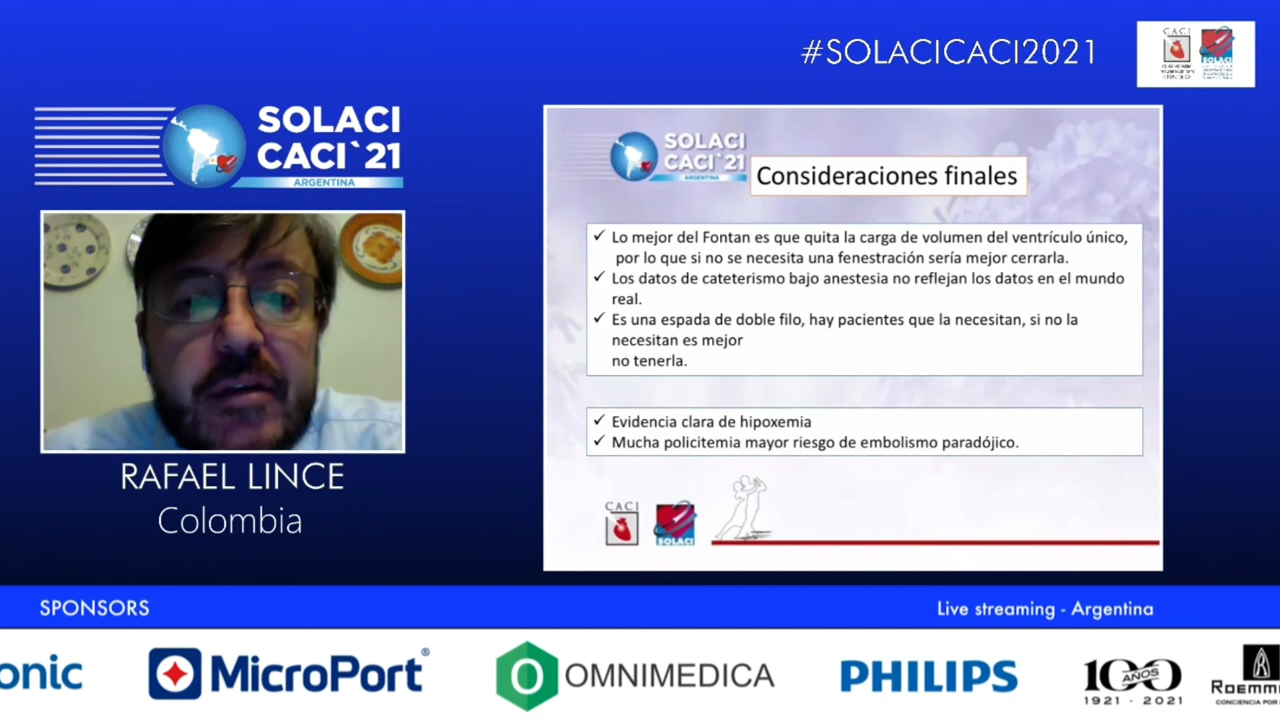 #SOLACICACI2021
CACI
SOLACI
SOLACI
CACI`21
ARGENTINA
RAFAEL LINCE
Colombia
SOLACI
CACI`21
ARGENTINA
Consideraciones finales
✓ Lo mejor del Fontan es que quita la carga de volumen del ventrículo único,
por lo que si no se necesita una fenestración sería mejor cerrarla.
✓ Los datos de cateterismo bajo anestesia no reflejan los datos en el mundo
real.
✓ Es una espada de doble filo, hay pacientes que la necesitan, si no la
necesitan es mejor
no tenerla.
✓ Evidencia clara de hipoxemia
✓ Mucha policitemia mayor riesgo de embolismo paradójico.
CACI
SOLACI
SPONSORS
Live streaming - Argentina
onic
MicroPort®
OMNIMEDICA
PHILIPS
100 AÑOS
1921 - 2021
ROEMM
CONCIENCIA POR